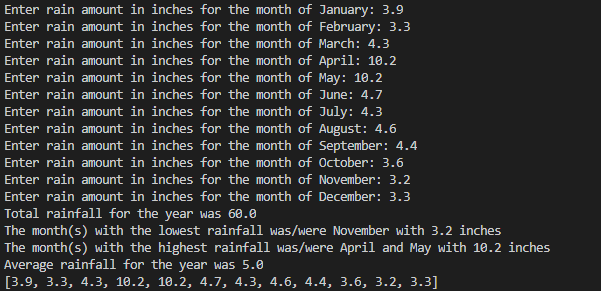 Enter rain amount in inches for the month of January: 3.9
Enter rain amount in inches for the month of February: 3.3
Enter rain amount in inches for the month of March: 4.3
Enter rain amount in inches for the month of April: 10.2
Enter rain amount in inches for the month of May: 10.2
Enter rain amount in inches for the month of June: 4.7
Enter rain amount in inches for the month of July: 4.3
Enter rain amount in inches for the month of August: 4.6
Enter rain amount in inches for the month of September: 4.4
Enter rain amount in inches for the month of October: 3.6
Enter rain amount in inches for the month of November: 3.2
Enter rain amount in inches for the month of December: 3.3
Total rainfall for the year was 60.0
The month(s) with the lowest rainfall was/were November with 3.2 inches
The month(s) with the highest rainfall was/were April and May with 10.2 inches
Average rainfall for the year was 5.0
[3.9, 3.3, 4.3, 10.2, 10.2, 4.7, 4.3, 4.6, 4.4, 3.6, 3.2, 3.3]